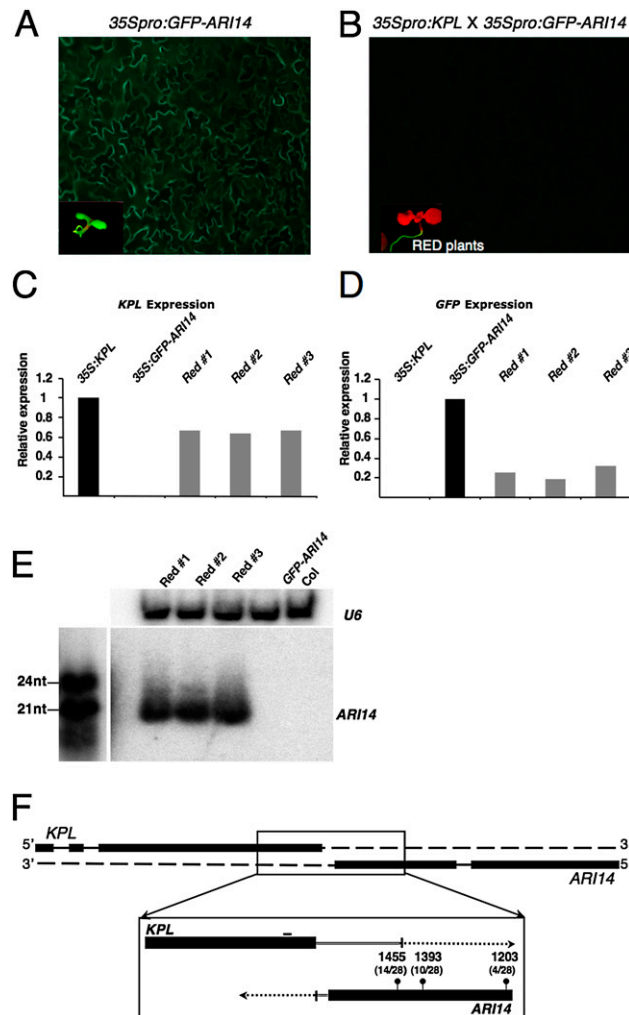 A
35Spro:GFP-ARI14
B
35Spro:KPL X 35Spro:GFP-ARI14
RED plants
C
KPL Expression
35S:KPL
35S:GFP-ARI14
Red #1
Red #2
Red #3
Relative expression
1.2
1
0.8
0.6
0.4
0.2
D
GFP Expression
35S:KPL
35S:GFP-ARI14
Red #1
Red #2
Red #3
Relative expression
1.2
1
0.8
0.6
0.4
0.2
E
Red #1
Red #2
Red #3
GFP-ARI14
Col
U6
24nt
21nt
ARI14
F
KPL
5'
3'
3'
5'
ARI14
KPL
1455 1393 1203
(14/28) (10/28) (4/28)
ARI14